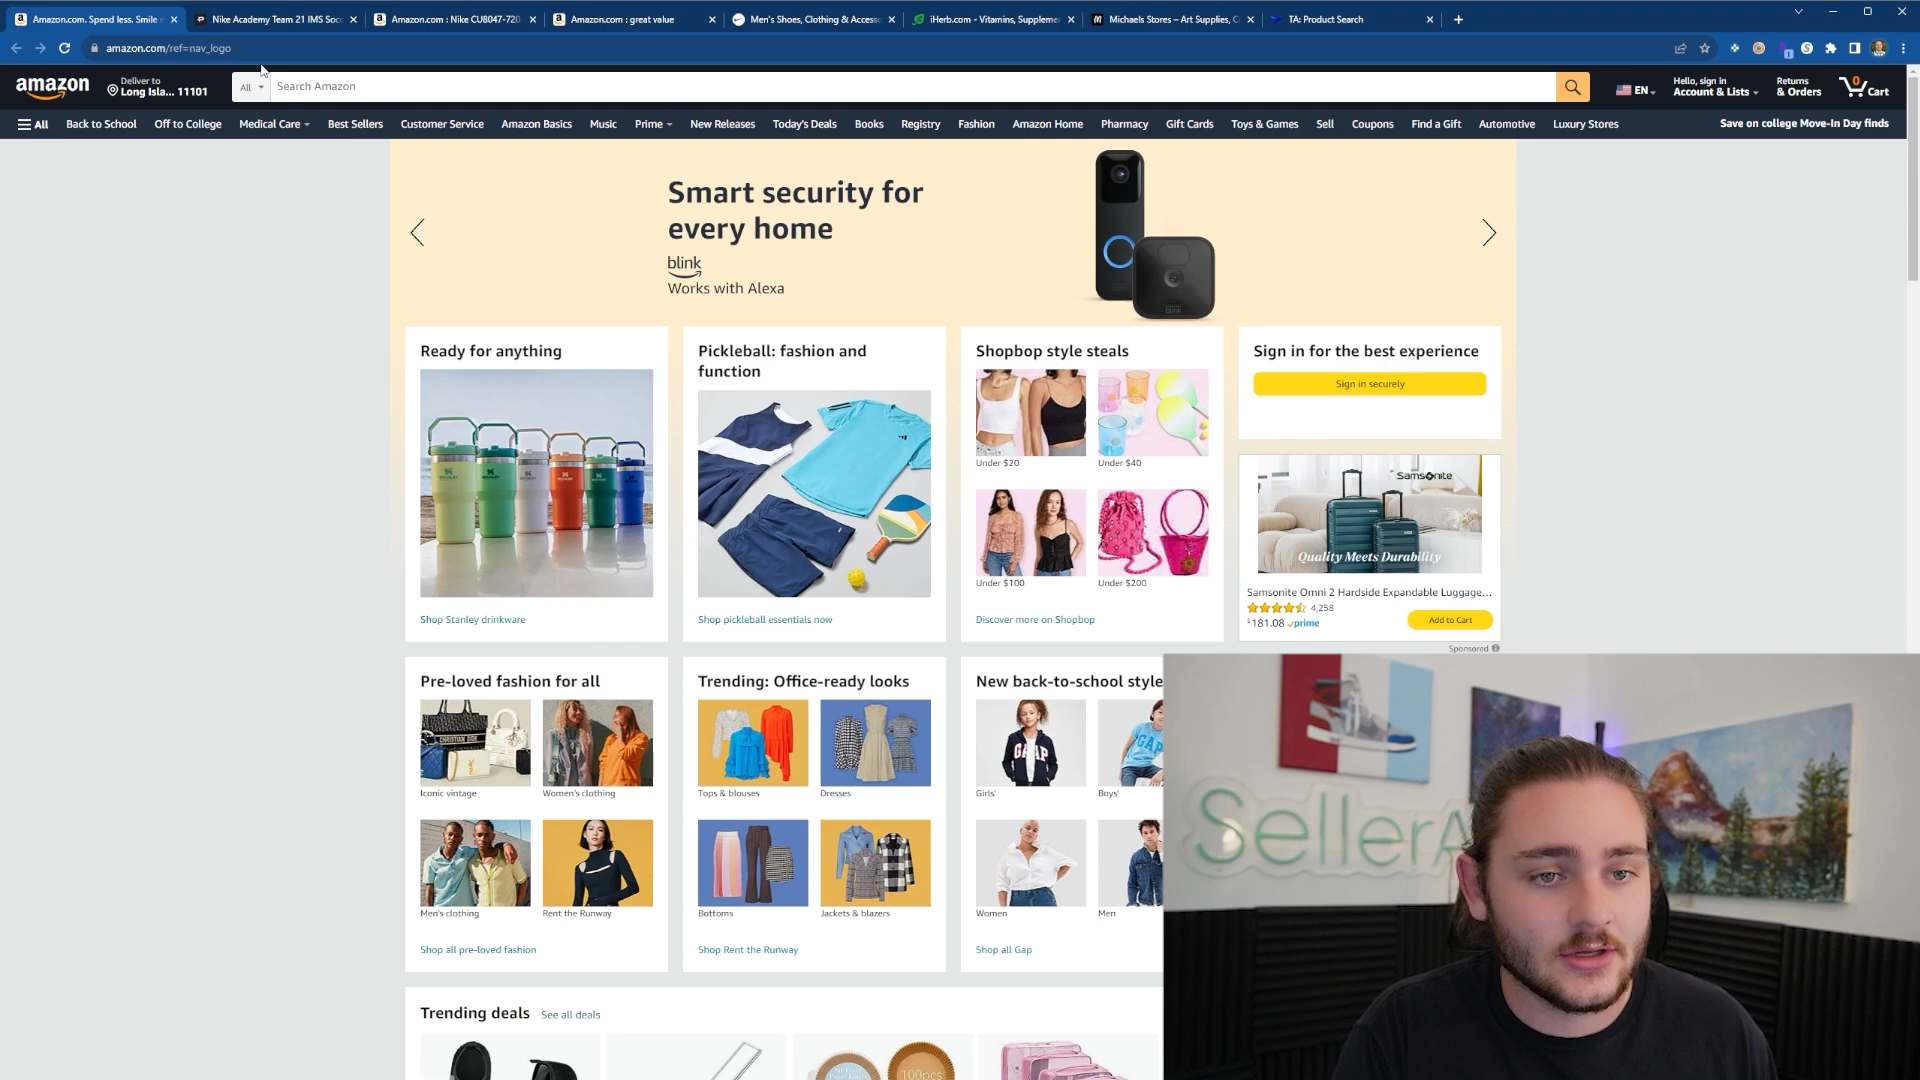 Amazon.com. Spend less. Smile
Nike Academy Team 21 IMS Soc
Amazon.com : Nike CU8047-720
Amazon.com : great value
Men's Shoes, Clothing & Access
iHerb.com - Vitamins, Supplemer
Michaels Stores – Art Supplies, C
TA: Product Search
amazon.com/ref=nav_logo
amazon
Deliver to
Long Isla... 11101
All
Search Amazon
EN
Hello, sign in
Account & Lists
Returns
& Orders
0
Cart
All
Back to School
Off to College
Medical Care
Best Sellers
Customer Service
Amazon Basics
Music
Prime
New Releases
Today's Deals
Books
Registry
Fashion
Amazon Home
Pharmacy
Gift Cards
Toys & Games
Sell
Coupons
Find a Gift
Automotive
Luxury Stores
Save on college Move-In Day finds
Smart security for
every home
blink
Works with Alexa
blink
Ready for anything
Shop Stanley drinkware
Pickleball: fashion and
function
Shop pickleball essentials now
Shopbop style steals
Under $20
Under $40
Under $100
Under $200
Discover more on Shopbop
Sign in for the best experience
Sign in securely
Samsonite
Quality Meets Durability
Samsonite Omni 2 Hardside Expandable Luggage...
4,258
$181.08 prime
Add to Cart
Sponsored
Pre-loved fashion for all
CHRISTIAN DIOR
Iconic vintage
Women's clothing
Men's clothing
Rent the Runway
Shop all pre-loved fashion
Trending: Office-ready looks
Tops & blouses
Dresses
Bottoms
Jackets & blazers
Shop Rent the Runway
New back-to-school style
GAP
GAP
Girls'
Boys'
Women
Men
Shop all Gap
SellerA
Trending deals
See all deals
100pcs